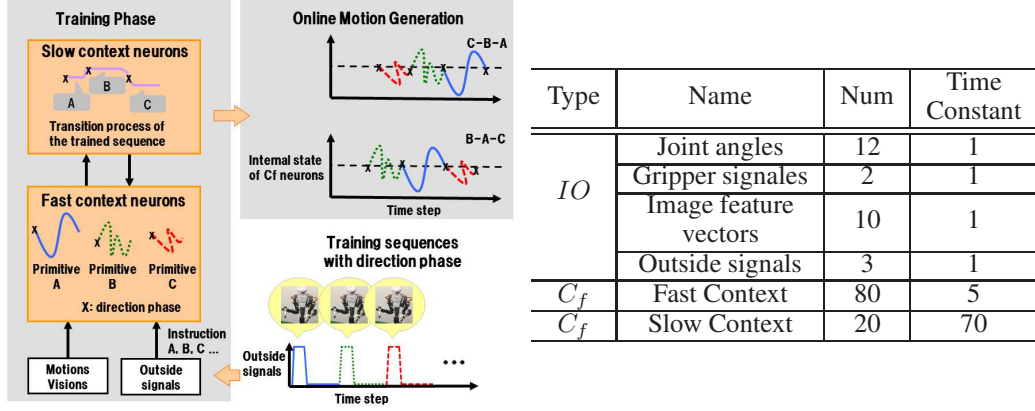 Training Phase
Slow context neurons
A
B
C
Transition process of
the trained sequence
Fast context neurons
Primitive
A
Primitive
B
Primitive
C
X: direction phase
Instruction
A, B, C ...
Motions
Visions
Outside
signals
Online Motion Generation
C-B-A
B-A-C
Internal state
of Cf neurons
Time step
Training sequences
with direction phase
Outside
signals
...
Time step
Type Name Num Time
Constant
IO Joint angles 12 1
Gripper signales 2 1
Image feature
vectors 10 1
Outside signals 3 1
C_f Fast Context 80 5
C_f Slow Context 20 70